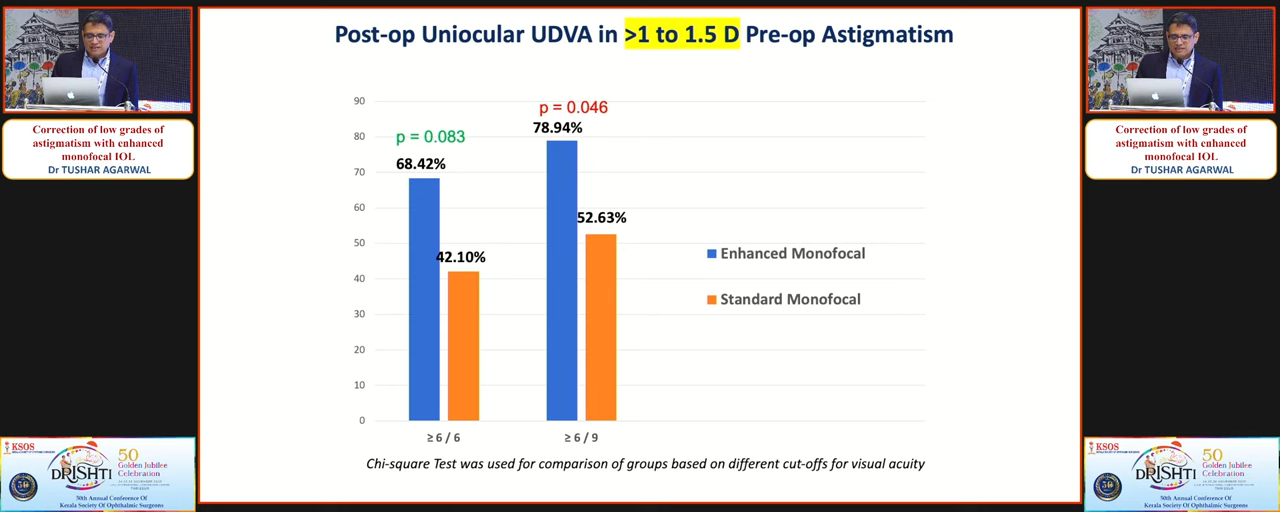 Post-op Uniocular UDVA in >1 to 1.5 D Pre-op Astigmatism
90
80
70
60
50
40
30
20
10
0
p = 0.083
68.42%
42.10%
p = 0.046
78.94%
52.63%
≥ 6 / 6
≥ 6 / 9
Enhanced Monofocal
Standard Monofocal
Chi-square Test was used for comparison of groups based on different cut-offs for visual acuity
Correction of low grades of
astigmatism with enhanced
monofocal IOL
Dr TUSHAR AGARWAL
KSOS
DRISHTI
50
Golden Jubilee
Celebration
50th Annual Conference Of
Kerala Society Of Ophthalmic Surgeons
Correction of low grades of
astigmatism with enhanced
monofocal IOL
Dr TUSHAR AGARWAL
KSOS
DRISHTI
50
Golden Jubilee
Celebration
50th Annual Conference Of
Kerala Society Of Ophthalmic Surgeons